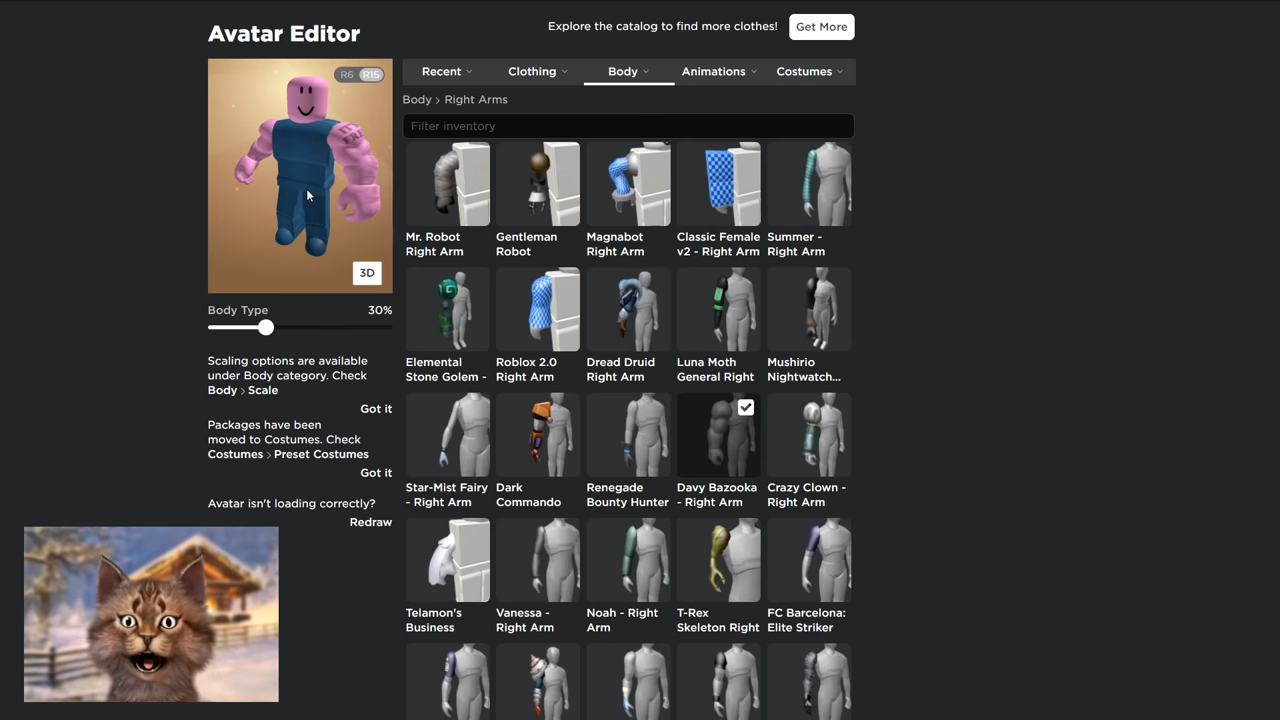 Avatar Editor
Explore the catalog to find more clothes!
Get More
R6
R15
3D
Body Type
30%
Scaling options are available
under Body category. Check
Body > Scale
Got it
Packages have been
moved to Costumes. Check
Costumes > Preset Costumes
Got it
Avatar isn't loading correctly?
Redraw
Recent
Clothing
Body
Animations
Costumes
Body > Right Arms
Filter inventory
Mr. Robot
Right Arm
Gentleman
Robot
Magnabot
Right Arm
Classic Female
v2 - Right Arm
Summer -
Right Arm
Elemental
Stone Golem -
Roblox 2.0
Right Arm
Dread Druid
Right Arm
Luna Moth
General Right
Mushirio
Nightwatch...
Star-Mist Fairy
- Right Arm
Dark
Commando
Renegade
Bounty Hunter
Davy Bazooka
- Right Arm
Crazy Clown -
Right Arm
Telamon's
Business
Vanessa -
Right Arm
Noah - Right
Arm
T-Rex
Skeleton Right
FC Barcelona:
Elite Striker